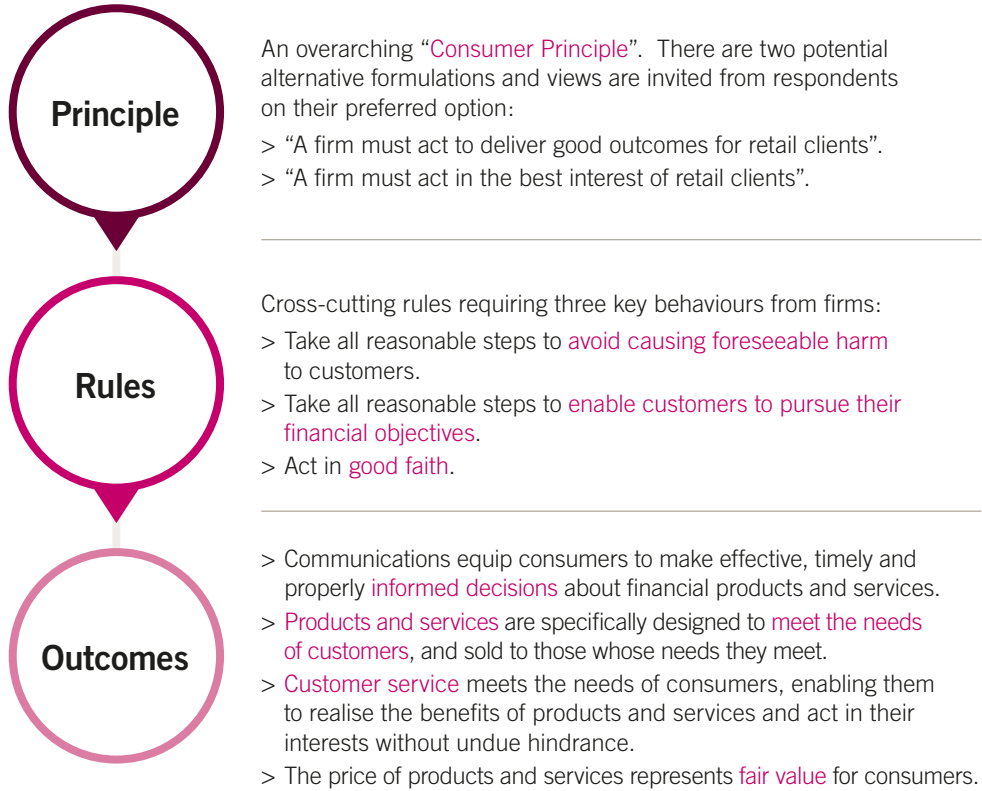 Principle
An overarching “Consumer Principle”. There are two potential
alternative formulations and views are invited from respondents
on their preferred option:
> “A firm must act to deliver good outcomes for retail clients”.
> “A firm must act in the best interest of retail clients”.
Rules
Cross-cutting rules requiring three key behaviours from firms:
> Take all reasonable steps to avoid causing foreseeable harm
to customers.
> Take all reasonable steps to enable customers to pursue their
financial objectives.
> Act in good faith.
Outcomes
> Communications equip consumers to make effective, timely and
properly informed decisions about financial products and services.
> Products and services are specifically designed to meet the needs
of customers, and sold to those whose needs they meet.
> Customer service meets the needs of consumers, enabling them
to realise the benefits of products and services and act in their
interests without undue hindrance.
> The price of products and services represents fair value for consumers.